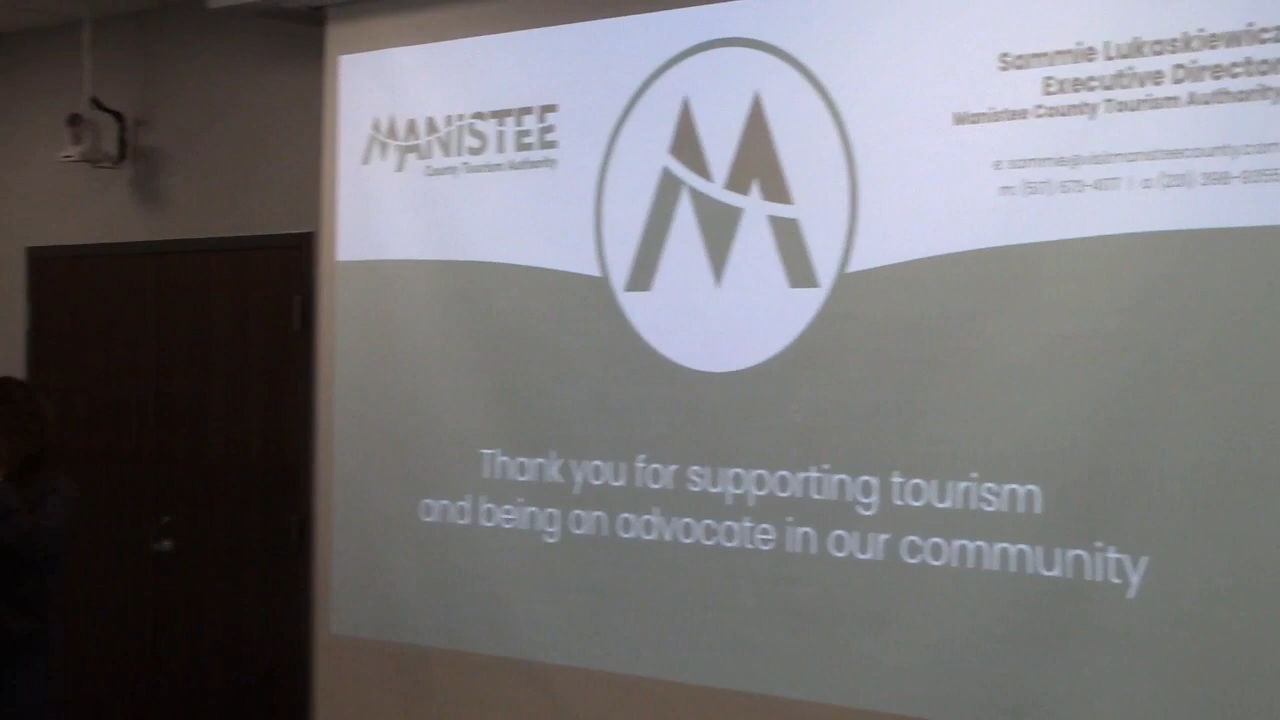 MANISTEE
County Tourism Authority
M
Sammie Lukaskiewicz
Executive Director
Manistee County Tourism Authority
Thank you for supporting tourism
and being an advocate in our community